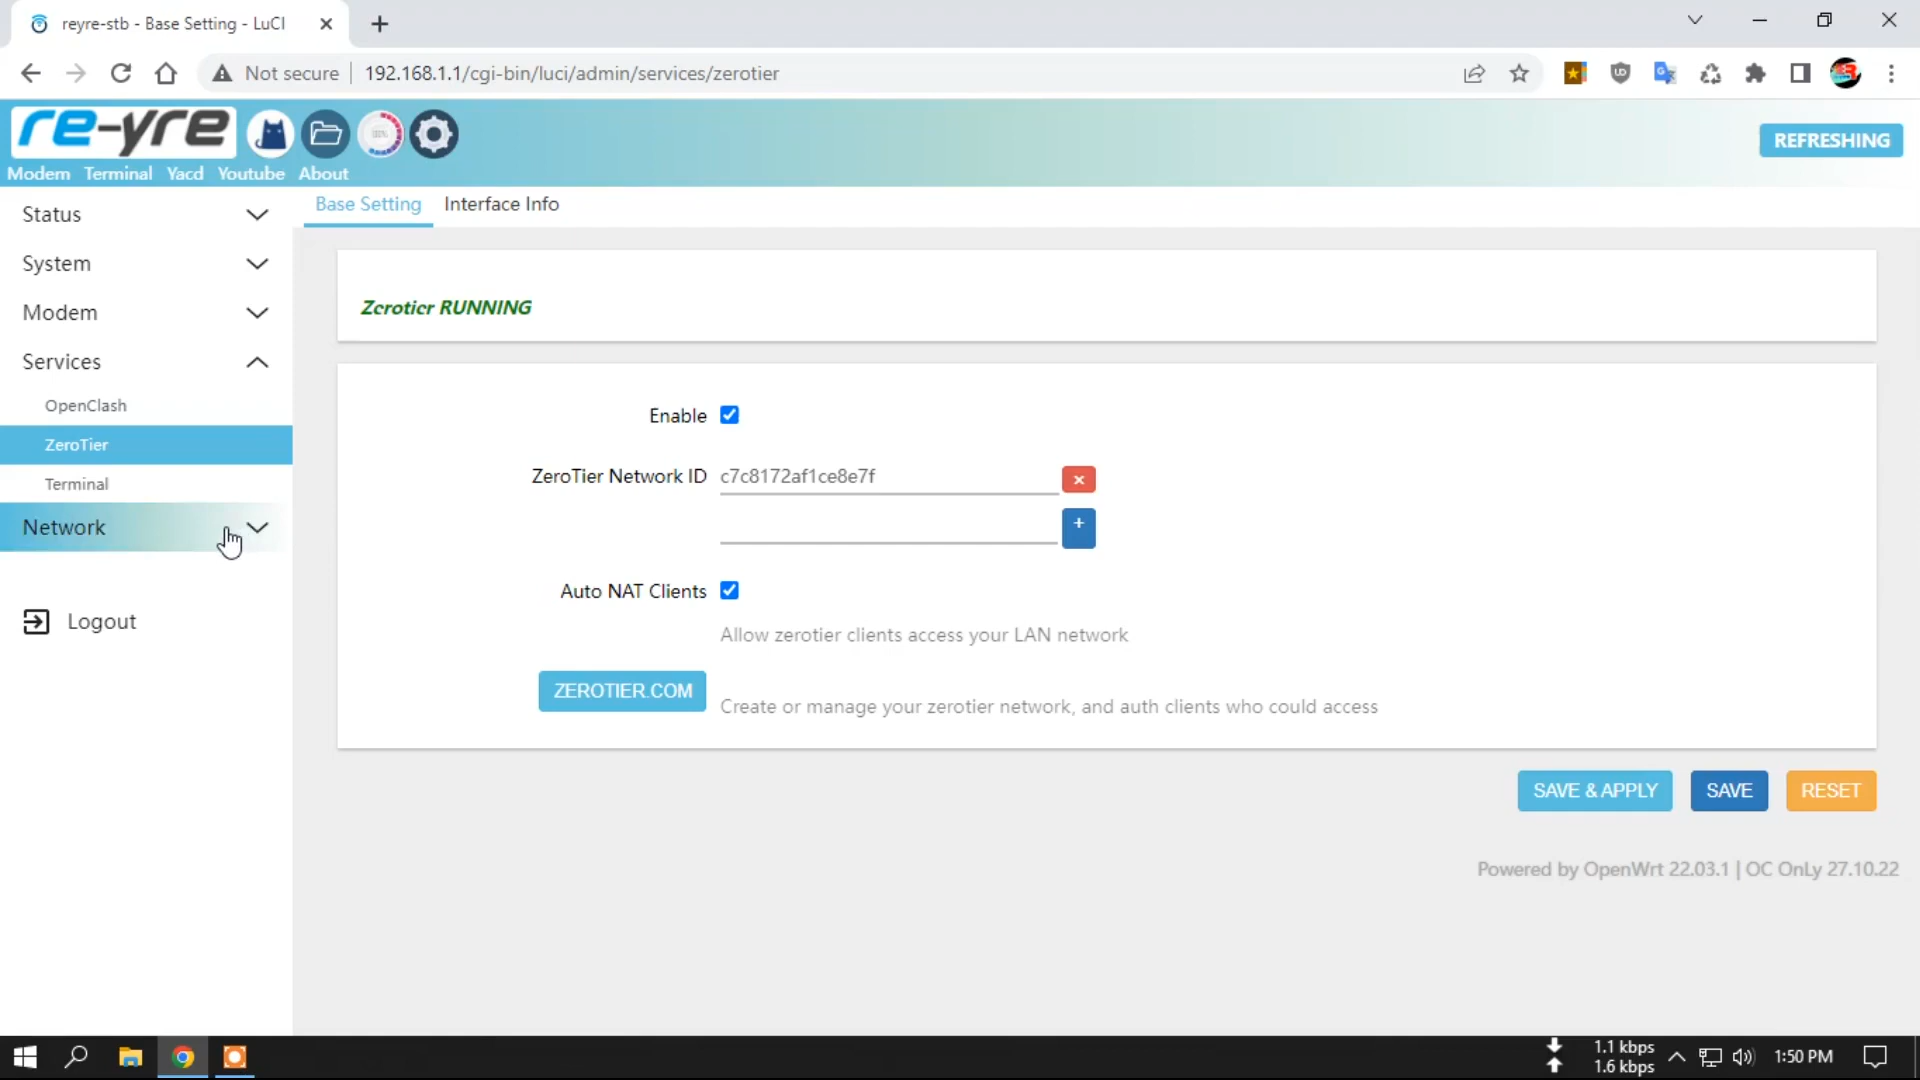 reyre-stb - Base Setting - LuCI
Not secure
192.168.1.1/cgi-bin/luci/admin/services/zerotier
re-yre
REFRESHING
Modem Terminal Yacd Youtube About
Status
System
Modem
Services
OpenClash
ZeroTier
Terminal
Network
Logout
Base Setting
Interface Info
Zerotier RUNNING
Enable
ZeroTier Network ID
c7c8172af1ce8e7f
Auto NAT Clients
Allow zerotier clients access your LAN network
ZEROTIER.COM
Create or manage your zerotier network, and auth clients who could access
SAVE & APPLY
SAVE
RESET
Powered by OpenWrt 22.03.1 | OC OnLy 27.10.22
1.1 kbps
1.6 kbps
1:50 PM